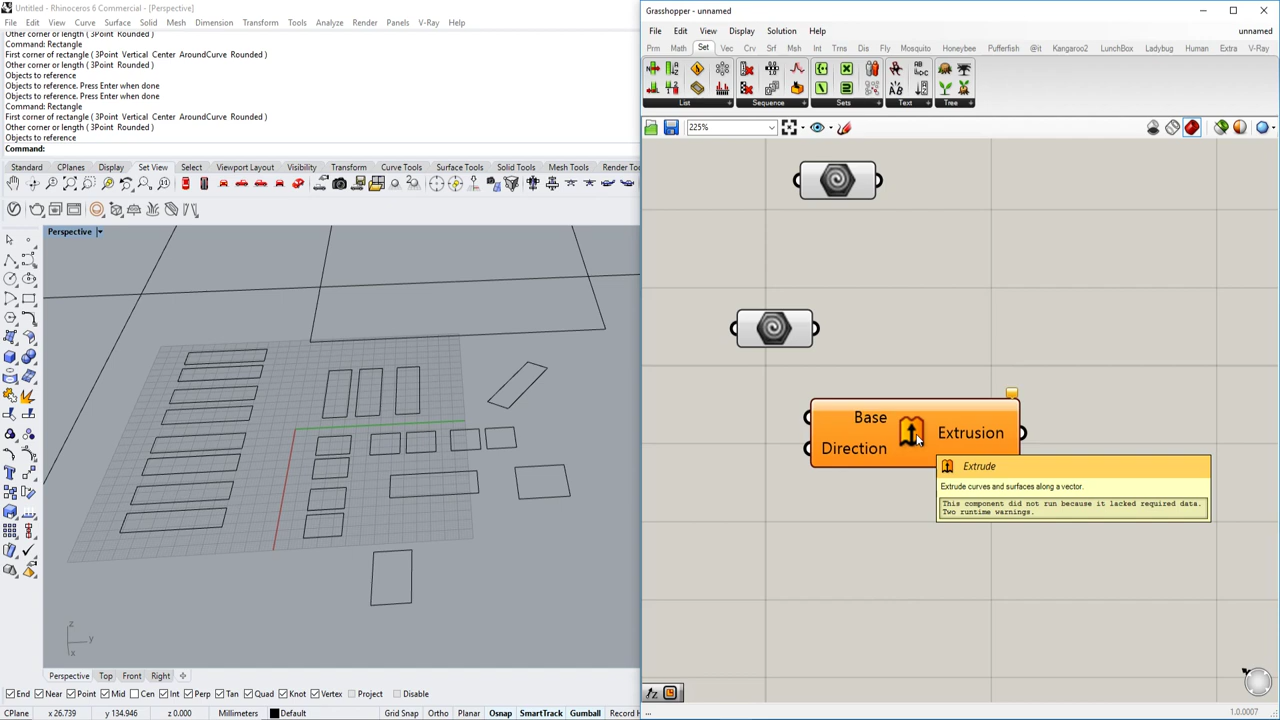 Untitled - Rhinoceros 6 Commercial - [Perspective]
File Edit View Curve Surface Solid Mesh Dimension Transform Tools Analyze Render Panels V-Ray Help
Other corner or length ( 3Point Rounded )
Command: Rectangle
First corner of rectangle ( 3Point Vertical Center AroundCurve Rounded )
Other corner or length ( 3Point Rounded )
Objects to reference
Objects to reference. Press Enter when done
Objects to reference. Press Enter when done
Command: Rectangle
First corner of rectangle ( 3Point Vertical Center AroundCurve Rounded )
Other corner or length ( 3Point Rounded )
Objects to reference
Command:
Standard CPlanes Display Set View Select Viewport Layout Visibility Transform Curve Tools Surface Tools Solid Tools Mesh Tools Render To
Perspective
z
y
x
Perspective Top Front Right
End Near Point Mid Cen Int Perp Tan Quad Knot Vertex Project Disable
CPlane x 26.739 y 134.946 z 0.000 Millimeters Default Grid Snap Ortho Planar Osnap SmartTrack Gumball Record H
Grasshopper - unnamed
File Edit View Display Solution Help unnamed
Prm Math Set Vec Crv Srf Msh Int Trns Dis Fly Mosquito Honeybee Pufferfish @it Kangaroo2 LunchBox Ladybug Human Extra V-Ray
List Sequence Sets Text Tree
225%
Base
Direction
Extrusion
Extrude
Extrude curves and surfaces along a vector.
This component did not run because it lacked required data.
Two runtime warnings.
...
1.0.0007